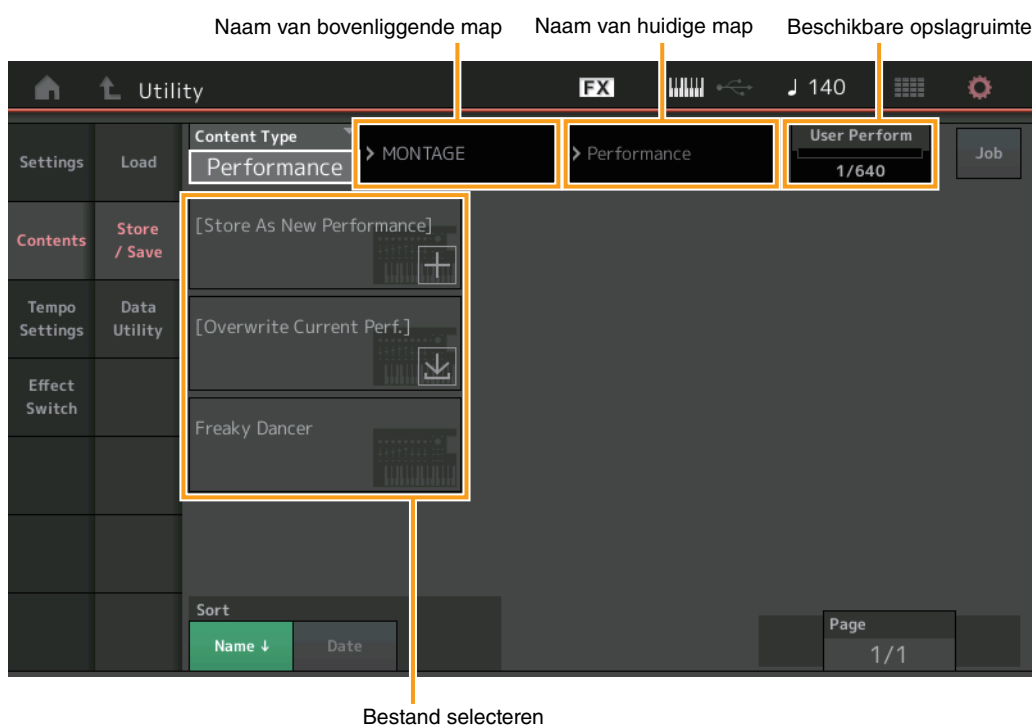 Naam van bovenliggende map
Naam van huidige map
Beschikbare opslagruimte
Utility
FX
140
Settings
Load
Content Type
Performance
MONTAGE
Performance
User Perform
1/640
Job
Contents
Store
/ Save
[Store As New Performance]
Tempo
Settings
Data
Utility
[Overwrite Current Perf.]
Effect
Switch
Freaky Dancer
Sort
Name ↓
Date
Page
1/1
Bestand selecteren